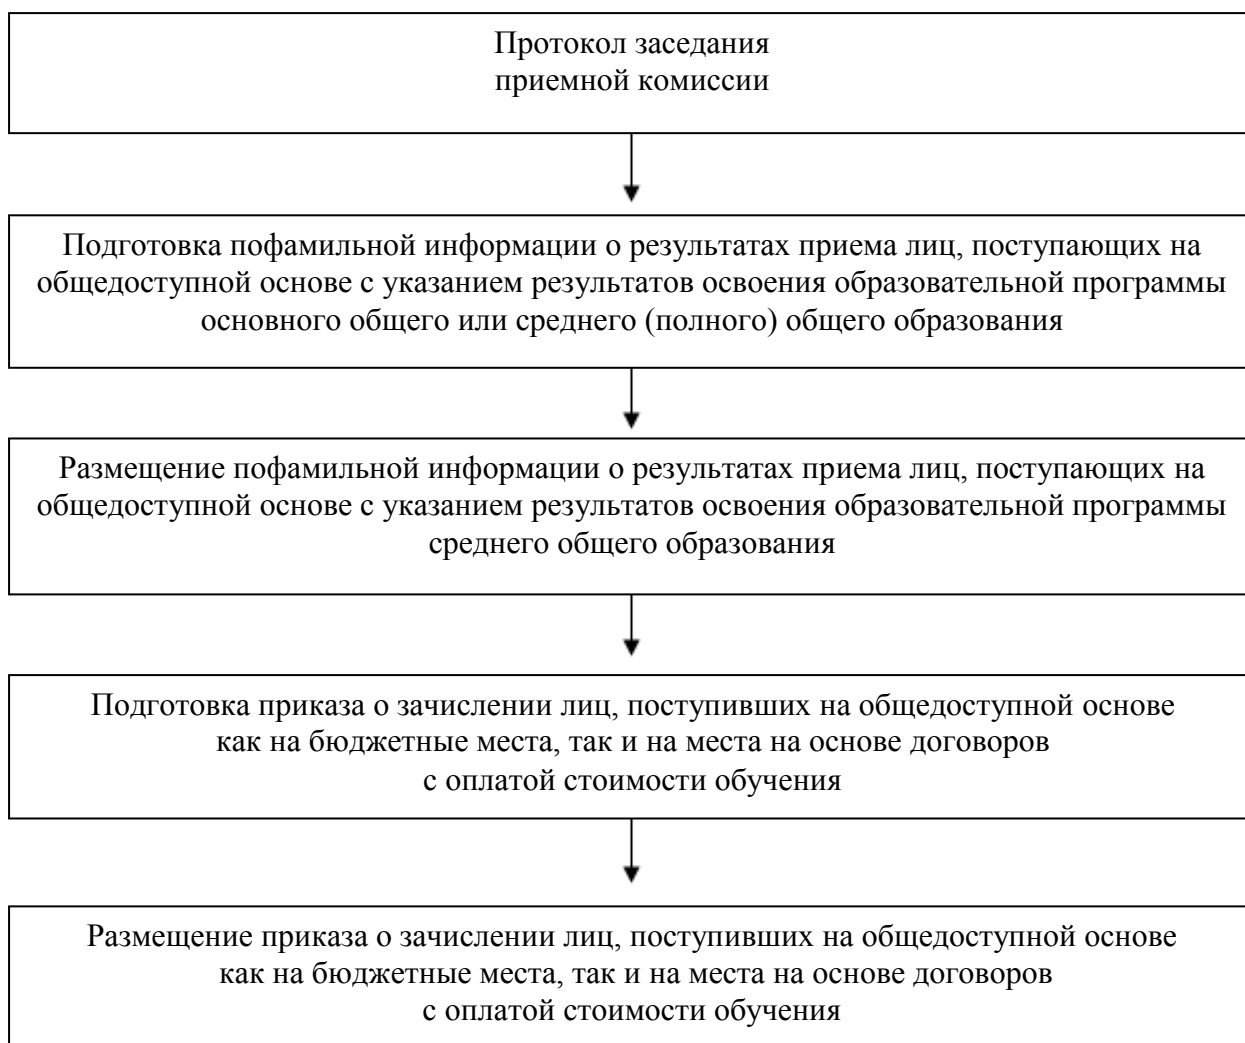 Протокол заседания
приемной комиссии
Подготовка пофамильной информации о результатах приема лиц, поступающих на
общедоступной основе с указанием результатов освоения образовательной программы
основного общего или среднего (полного) общего образования
Размещение пофамильной информации о результатах приема лиц, поступающих на
общедоступной основе с указанием результатов освоения образовательной программы
среднего общего образования
Подготовка приказа о зачислении лиц, поступивших на общедоступной основе
как на бюджетные места, так и на места на основе договоров
с оплатой стоимости обучения
Размещение приказа о зачислении лиц, поступивших на общедоступной основе
как на бюджетные места, так и на места на основе договоров
с оплатой стоимости обучения